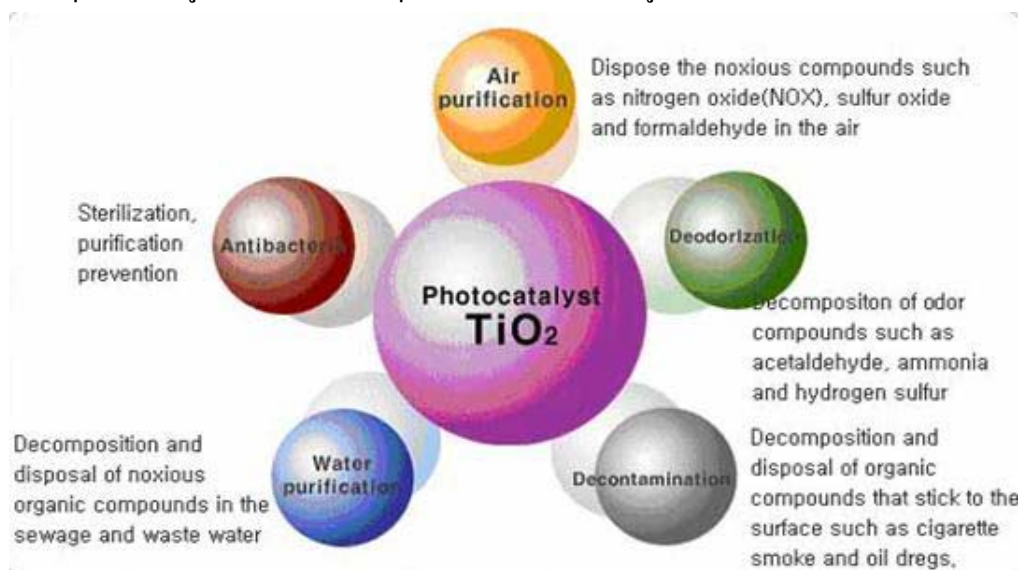 Air
purification
Dispose the noxious compounds such
as nitrogen oxide(NOX), sulfur oxide
and formaldehyde in the air
Sterilization,
purification
prevention
Antibacteria
Deodorization
Photocatalyst
TiO2
Decompositon of odor
compounds such as
acetaldehyde, ammonia
and hydrogen sulfur
Decomposition and
disposal of noxious
organic compounds in the
sewage and waste water
Water
purification
Decontamination
Decomposition and
disposal of organic
compounds that stick to the
surface such as cigarette
smoke and oil dregs,